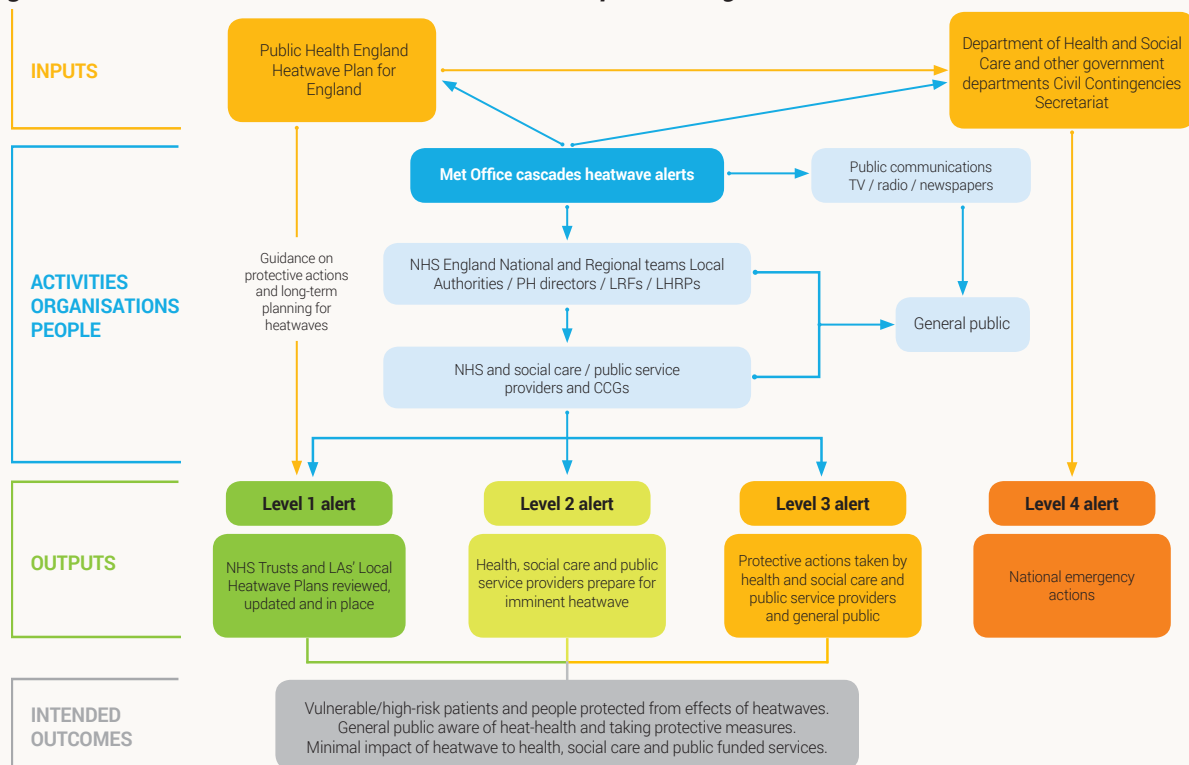 INPUTS
Public Health England
Heatwave Plan for
England
Department of Health and Social
Care and other government
departments Civil Contingencies
Secretariat
ACTIVITIES
ORGANISATIONS
PEOPLE
Met Office cascades heatwave alerts
Public communications
TV / radio / newspapers
Guidance on
protective actions
and long-term
planning for
heatwaves
NHS England National and Regional teams Local
Authorities / PH directors / LRFs / LHRPs
General public
NHS and social care / public service
providers and CCGs
OUTPUTS
Level 1 alert
Level 2 alert
Level 3 alert
Level 4 alert
NHS Trusts and LAs’ Local
Heatwave Plans reviewed,
updated and in place
Health, social care and public
service providers prepare for
imminent heatwave
Protective actions taken by
health and social care and
public service providers
and general public
National emergency
actions
INTENDED
OUTCOMES
Vulnerable/high-risk patients and people protected from effects of heatwaves.
General public aware of heat-health and taking protective measures.
Minimal impact of heatwave to health, social care and public funded services.